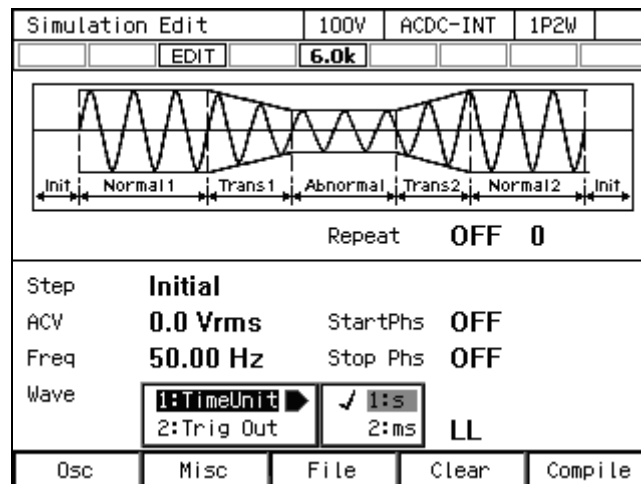 Simulation Edit 100V ACDC-INT 1P2W
EDIT 6.0k
Init Normal1 Trans1 Abnormal Trans2 Normal2 Init
Repeat OFF 0
Step Initial
ACV 0.0 Vrms StartPhs OFF
Freq 50.00 Hz Stop Phs OFF
Wave 1:TimeUnit ✓ 1:s
2:Trig Out 2:ms LL
Osc Misc File Clear Compile